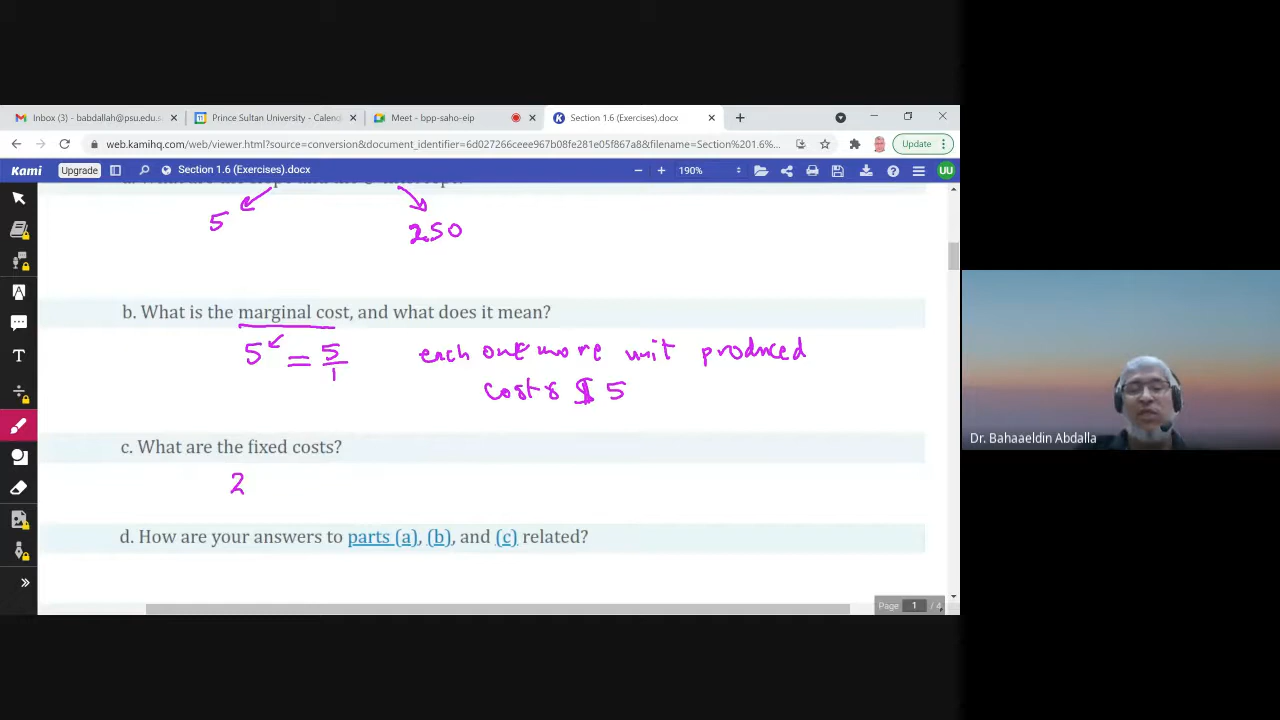 Inbox (3) - babdallah@psu.edu.s
Prince Sultan University - Calend
Meet - bpp-saho-eip
Section 1.6 (Exercises).docx
web.kamihq.com/web/viewer.html?source=conversion&document_identifier=6d027266ceee967b08fe281e05f867a8&filename=Section%201.6%...
Update
Kami
Upgrade
Section 1.6 (Exercises).docx
190%
UU
5
250
b. What is the marginal cost, and what does it mean?
5 = 5/1 each one more unit produced
costs $ 5
c. What are the fixed costs?
2
d. How are your answers to parts (a), (b), and (c) related?
Page 1 / 4
Dr. Bahaaeldin Abdalla